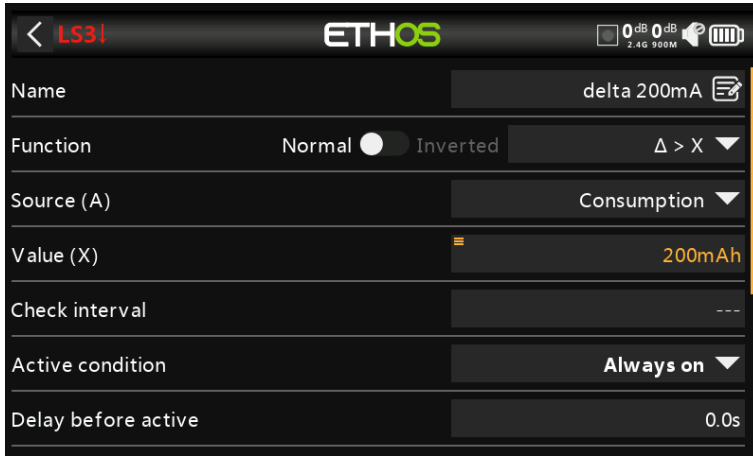 LS3↓ ETHOS 0dB 0dB
2.4G 900M
Name delta 200mA
Function Normal Inverted Δ > X
Source (A) Consumption
Value (X) 200mAh
Check interval ---
Active condition Always on
Delay before active 0.0s